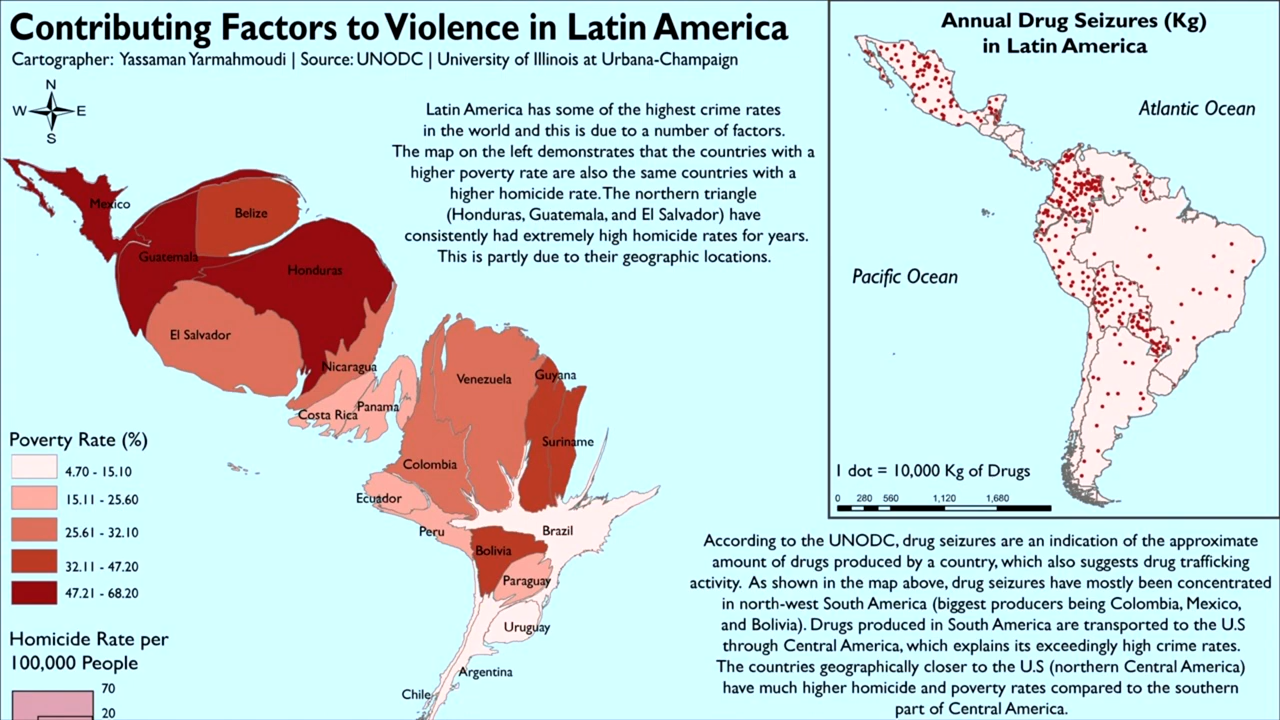 Contributing Factors to Violence in Latin America
Cartographer: Yassaman Yarmahmoudi | Source: UNODC | University of Illinois at Urbana-Champaign
N
W E
S
Latin America has some of the highest crime rates
in the world and this is due to a number of factors.
The map on the left demonstrates that the countries with a
higher poverty rate are also the same countries with a
higher homicide rate. The northern triangle
(Honduras, Guatemala, and El Salvador) have
consistently had extremely high homicide rates for years.
This is partly due to their geographic locations.
Mexico
Belize
Guatemala
Honduras
El Salvador
Nicaragua
Costa Rica
Panama
Venezuela
Guyana
Suriname
Colombia
Ecuador
Peru
Brazil
Bolivia
Paraguay
Uruguay
Argentina
Chile
Poverty Rate (%)
4.70 - 15.10
15.11 - 25.60
25.61 - 32.10
32.11 - 47.20
47.21 - 68.20
Homicide Rate per
100,000 People
70
20
Annual Drug Seizures (Kg)
in Latin America
Atlantic Ocean
Pacific Ocean
1 dot = 10,000 Kg of Drugs
0 280 560 1,120 1,680
According to the UNODC, drug seizures are an indication of the approximate
amount of drugs produced by a country, which also suggests drug trafficking
activity. As shown in the map above, drug seizures have mostly been concentrated
in north-west South America (biggest producers being Colombia, Mexico,
and Bolivia). Drugs produced in South America are transported to the U.S
through Central America, which explains its exceedingly high crime rates.
The countries geographically closer to the U.S (northern Central America)
have much higher homicide and poverty rates compared to the southern
part of Central America.